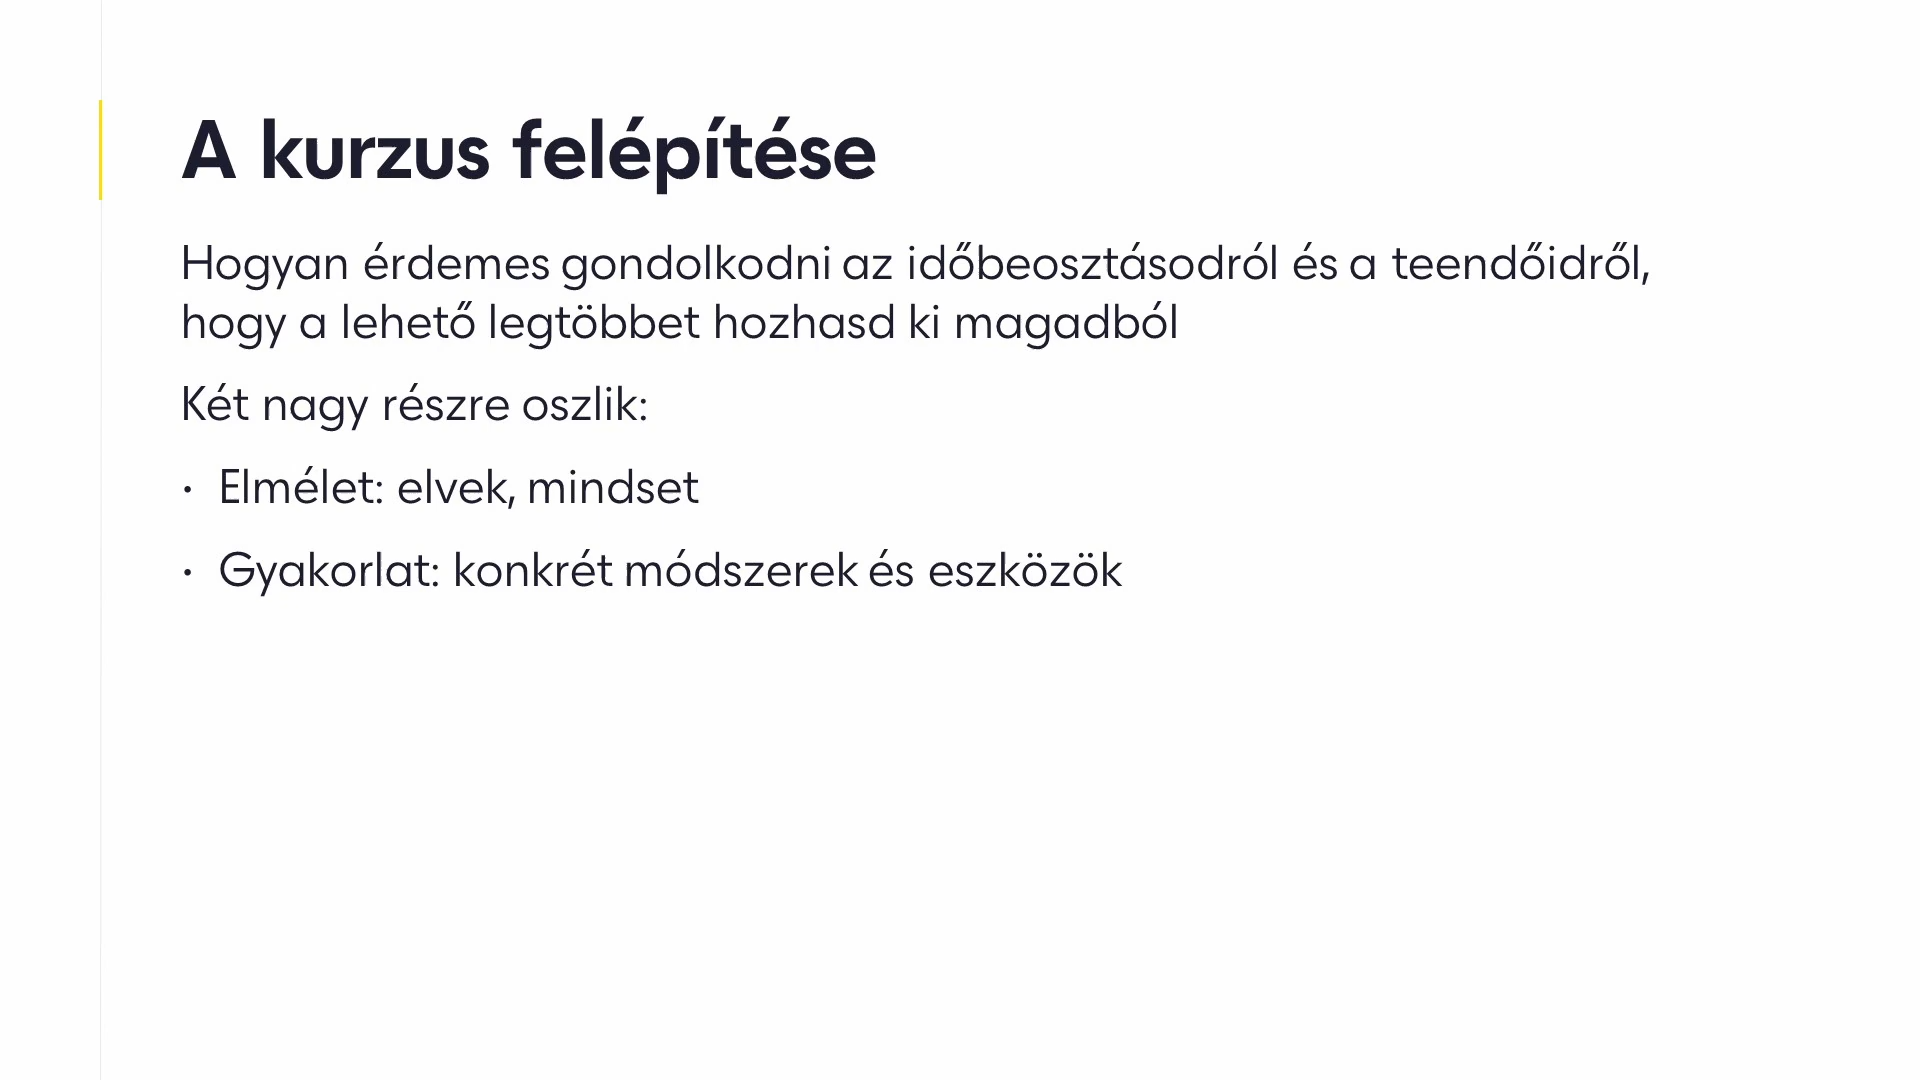 A kurzus felépítése
Hogyan érdemes gondolkodni az időbeosztásodról és a teendőidről,
hogy a lehető legtöbbet hozhasd ki magadból
Két nagy részre oszlik:
· Elmélet: elvek, mindset
· Gyakorlat: konkrét módszerek és eszközök